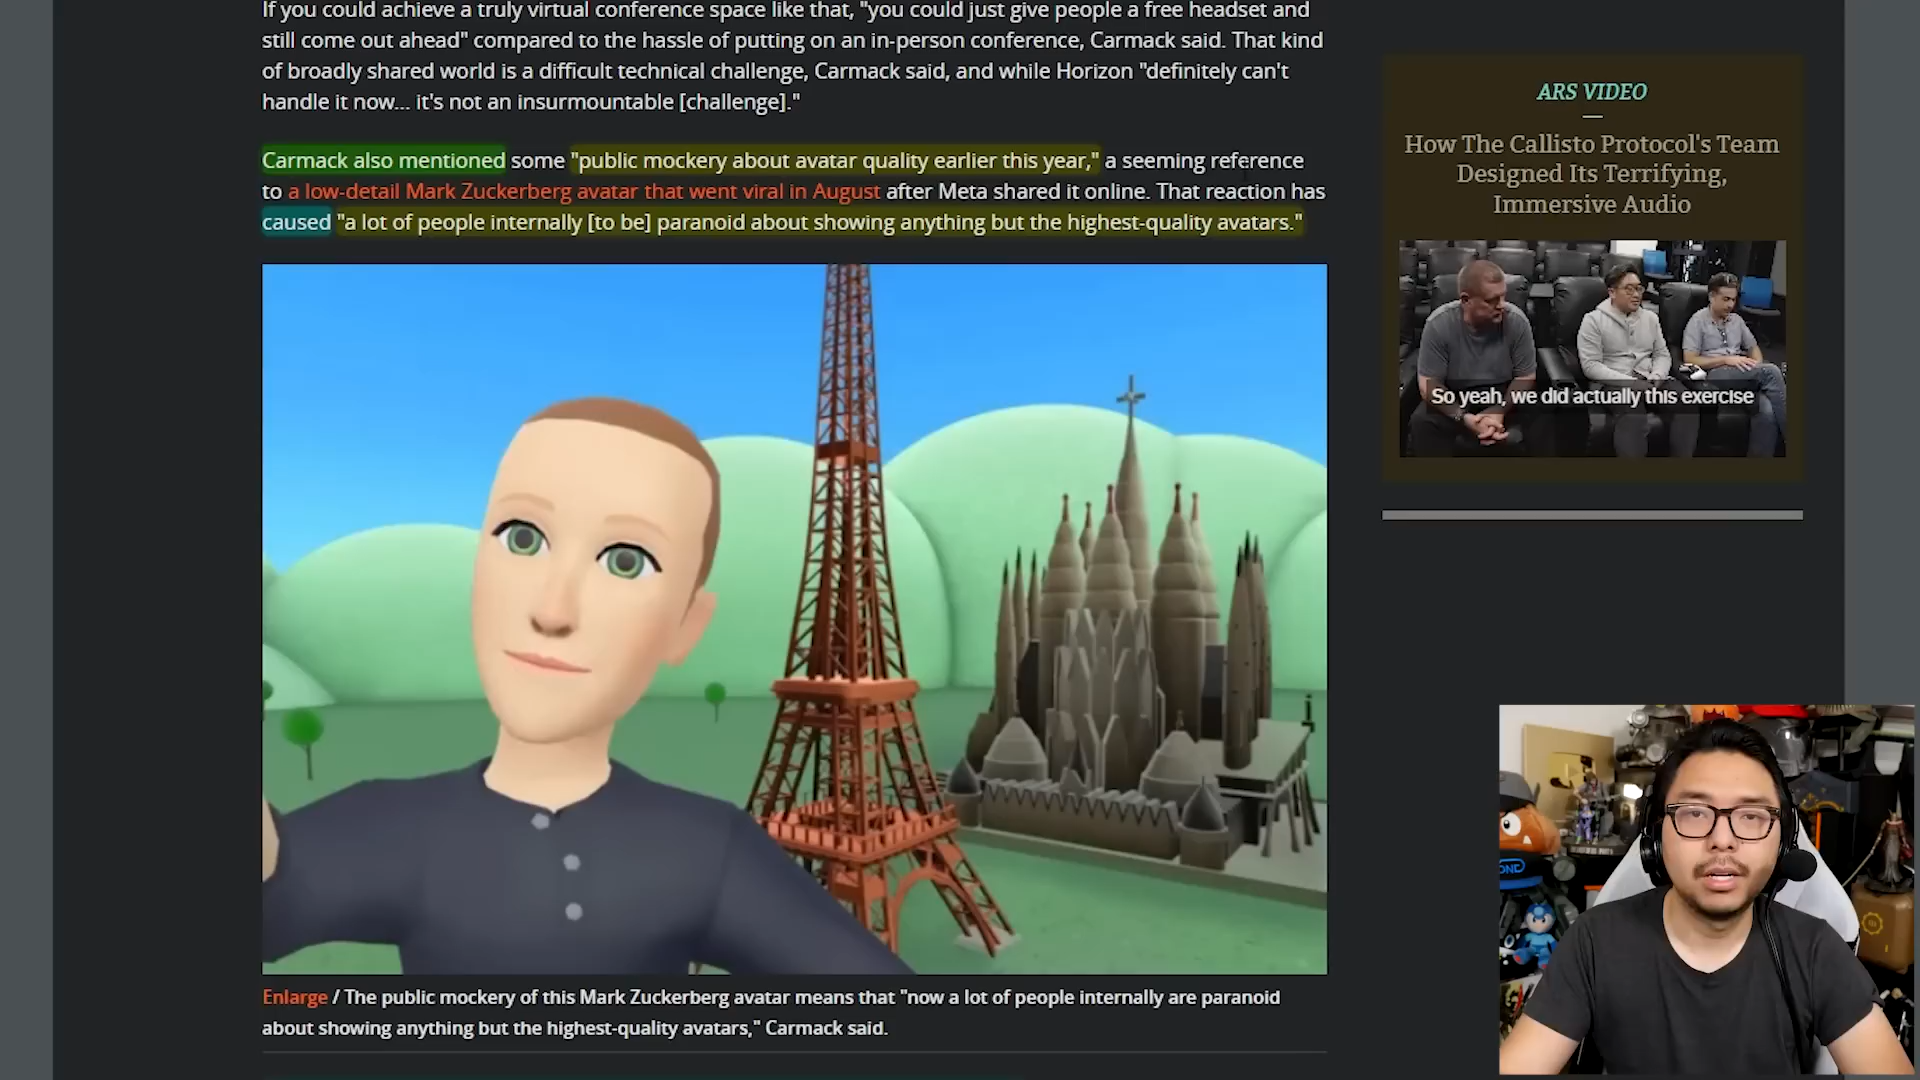 If you could achieve a truly virtual conference space like that, "you could just give people a free headset and
still come out ahead" compared to the hassle of putting on an in-person conference, Carmack said. That kind
of broadly shared world is a difficult technical challenge, Carmack said, and while Horizon "definitely can't
handle it now... it's not an insurmountable [challenge]."
Carmack also mentioned some "public mockery about avatar quality earlier this year," a seeming reference
to a low-detail Mark Zuckerberg avatar that went viral in August after Meta shared it online. That reaction has
caused "a lot of people internally [to be] paranoid about showing anything but the highest-quality avatars."
Enlarge / The public mockery of this Mark Zuckerberg avatar means that "now a lot of people internally are paranoid
about showing anything but the highest-quality avatars," Carmack said.
ARS VIDEO
How The Callisto Protocol's Team
Designed Its Terrifying,
Immersive Audio
So yeah, we did actually this exercise